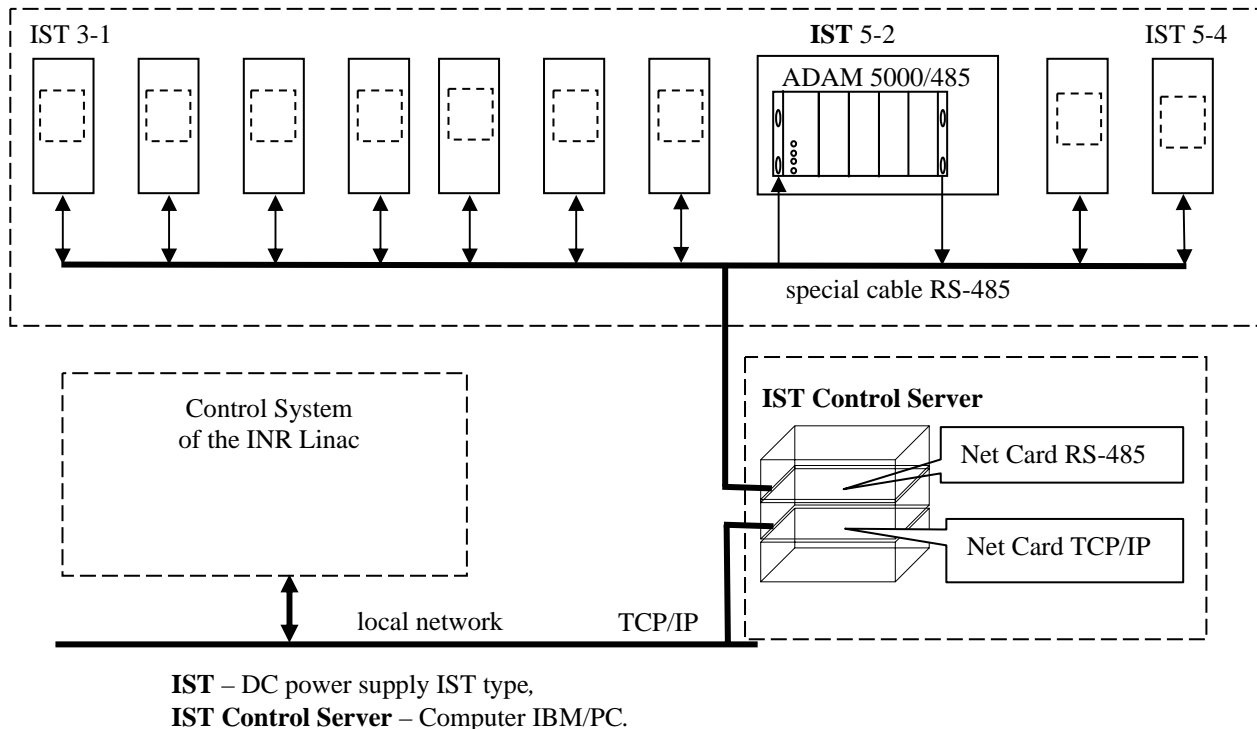 IST 3-1
IST 5-2
IST 5-4
ADAM 5000/485
special cable RS-485
Control System
of the INR Linac
IST Control Server
Net Card RS-485
Net Card TCP/IP
local network
TCP/IP
IST – DC power supply IST type,
IST Control Server – Computer IBM/PC.